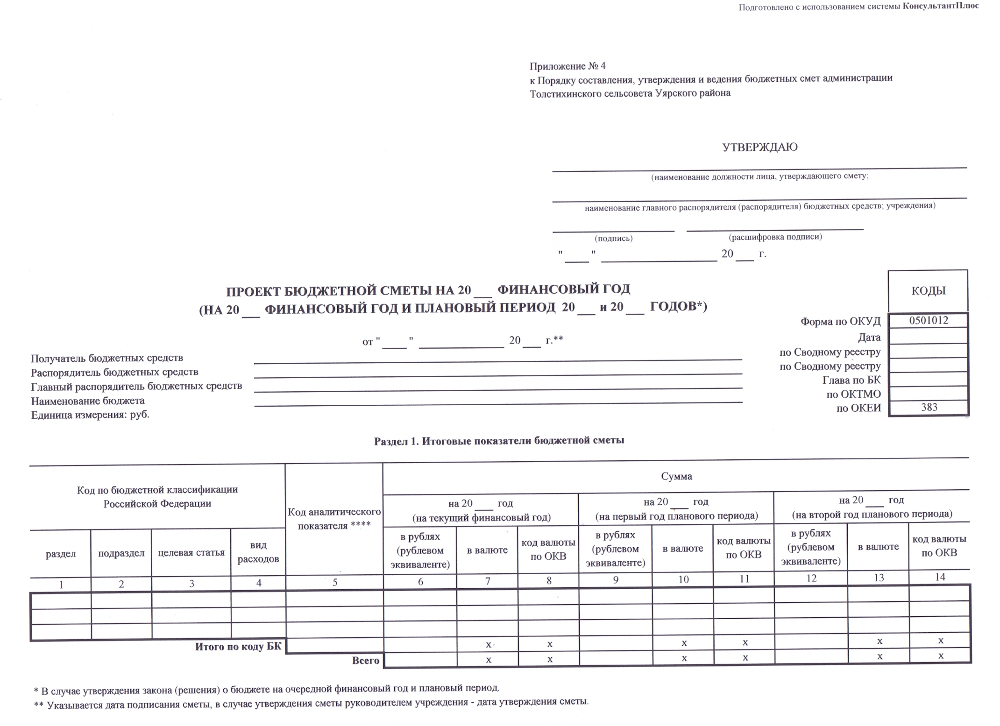 Подготовлено с использованием системы КонсультантПлюс
Приложение № 4
к Порядку составления, утверждения и ведения бюджетных смет администрации
Толстихинского сельсовета Уярского района
УТВЕРЖДАЮ
(наименование должности лица, утверждающего смету;
наименование главного распорядителя (распорядителя) бюджетных средств; учреждения)
(подпись) (расшифровка подписи)
" ___ " ___ 20 ___ г.
ПРОЕКТ БЮДЖЕТНОЙ СМЕТЫ НА 20 ___ ФИНАНСОВЫЙ ГОД
(НА 20 ___ ФИНАНСОВЫЙ ГОД И ПЛАНОВЫЙ ПЕРИОД 20 ___ и 20 ___ ГОДОВ*)
КОДЫ
Форма по ОКУД 0501012
от " ___ " ___ 20 ___ г.** Дата
Получатель бюджетных средств по Сводному реестру
Распорядитель бюджетных средств по Сводному реестру
Главный распорядитель бюджетных средств Глава по БК
Наименование бюджета по ОКТМО
Единица измерения: руб. по ОКЕИ 383
Раздел 1. Итоговые показатели бюджетной сметы
Код по бюджетной классификации
Российской Федерации
Код аналитического
показателя ****
Сумма
на 20 ___ год
(на текущий финансовый год)
на 20 ___ год
(на первый год планового периода)
на 20 ___ год
(на второй год планового периода)
раздел
подраздел
целевая статья
вид
расходов
в рублях
(рублевом
эквиваленте)
в валюте
код валюты
по ОКВ
в рублях
(рублевом
эквиваленте)
в валюте
код валюты
по ОКВ
в рублях
(рублевом
эквиваленте)
в валюте
код валюты
по ОКВ
1 2 3 4 5 6 7 8 9 10 11 12 13 14
Итого по коду БК х х х х х х
Всего х х х х х х
* В случае утверждения закона (решения) о бюджете на очередной финансовый год и плановый период.
** Указывается дата подписания сметы, в случае утверждения сметы руководителем учреждения - дата утверждения сметы.